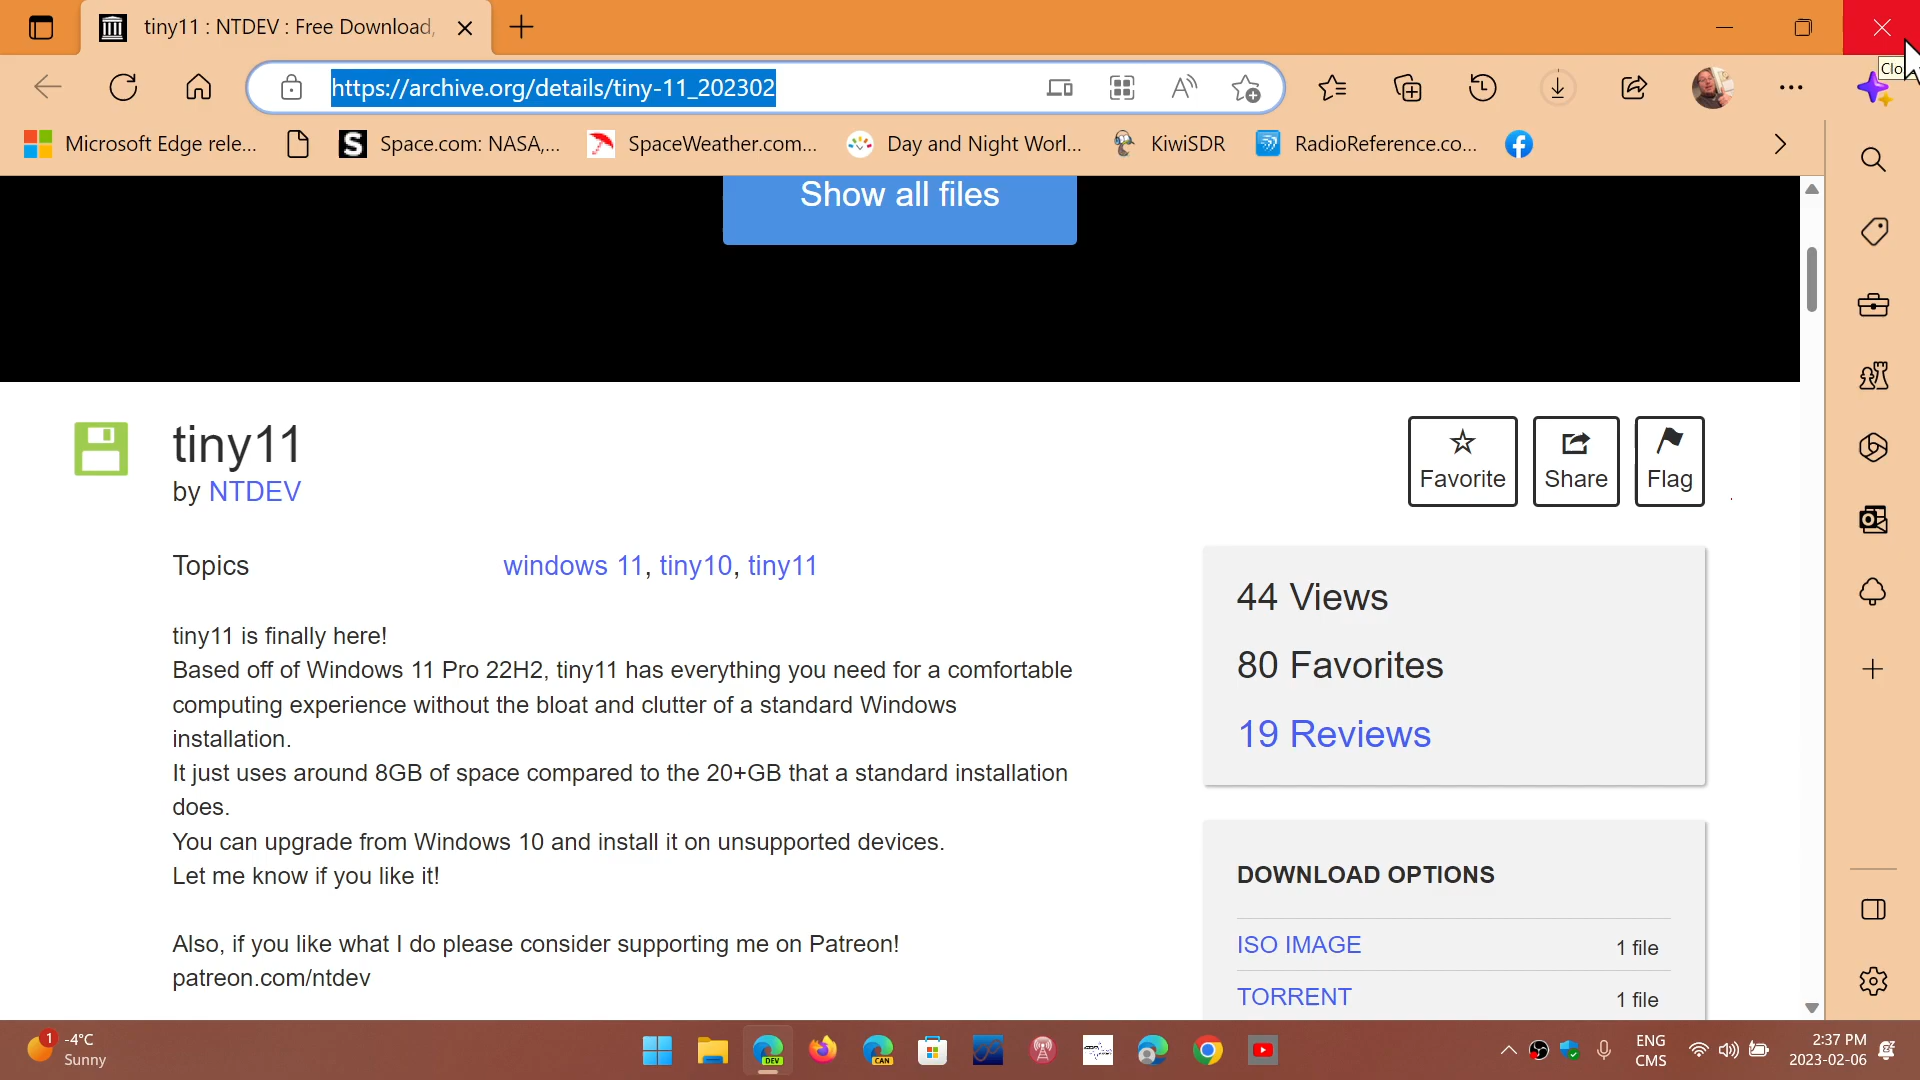 tiny11 : NTDEV : Free Download,
https://archive.org/details/tiny-11_202302
Clo
Microsoft Edge rele...
S
Space.com: NASA,...
SpaceWeather.com...
Day and Night Worl...
KiwiSDR
RadioReference.co...
Show all files
tiny11
by NTDEV
Favorite
Share
Flag
Topics
windows 11, tiny10, tiny11
44 Views
80 Favorites
19 Reviews
tiny11 is finally here!
Based off of Windows 11 Pro 22H2, tiny11 has everything you need for a comfortable
computing experience without the bloat and clutter of a standard Windows
installation.
It just uses around 8GB of space compared to the 20+GB that a standard installation
does.
You can upgrade from Windows 10 and install it on unsupported devices.
Let me know if you like it!
Also, if you like what I do please consider supporting me on Patreon!
patreon.com/ntdev
DOWNLOAD OPTIONS
ISO IMAGE
1 file
TORRENT
1 file
1
-4°C
Sunny
DEV
CAN
ENG
CMS
2:37 PM
2023-02-06